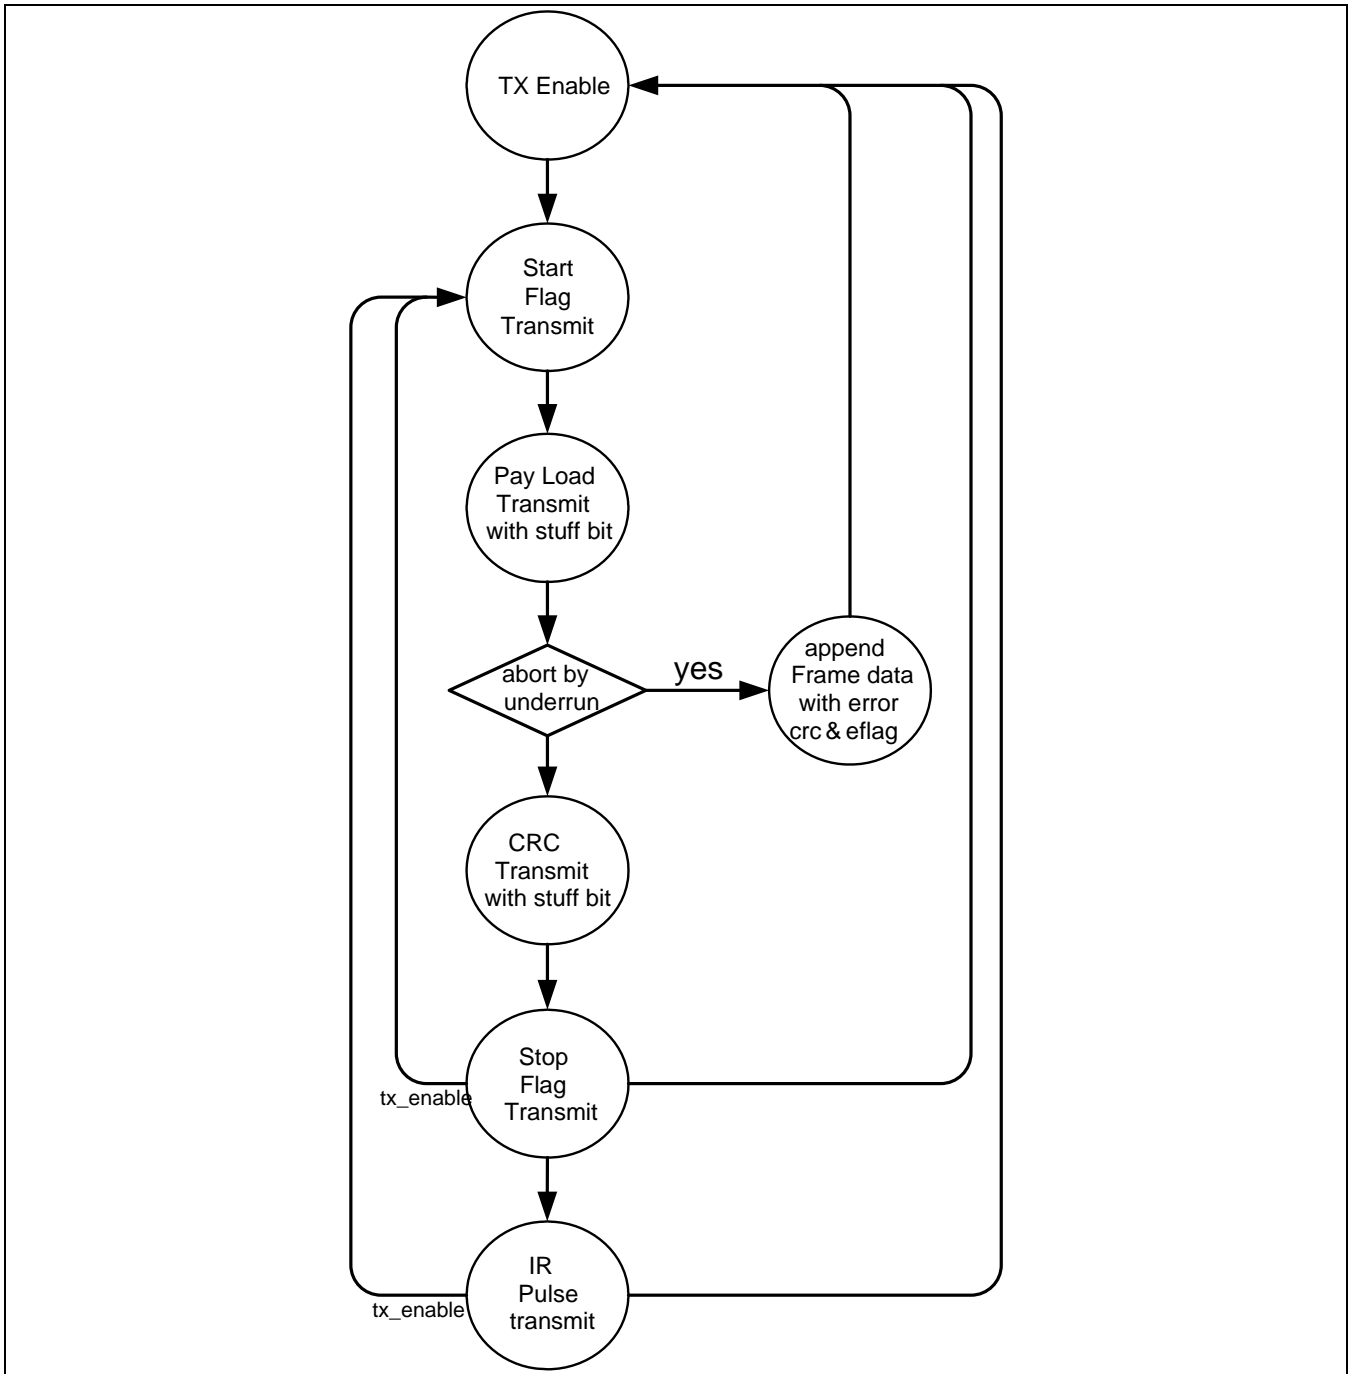 TX Enable
Start
Flag
Transmit
Pay Load
Transmit
with stuff bit
abort by
underrun
yes
append
Frame data
with error
crc & eflag
CRC
Transmit
with stuff bit
Stop
Flag
Transmit
tx_enable
IR
Pulse
transmit
tx_enable